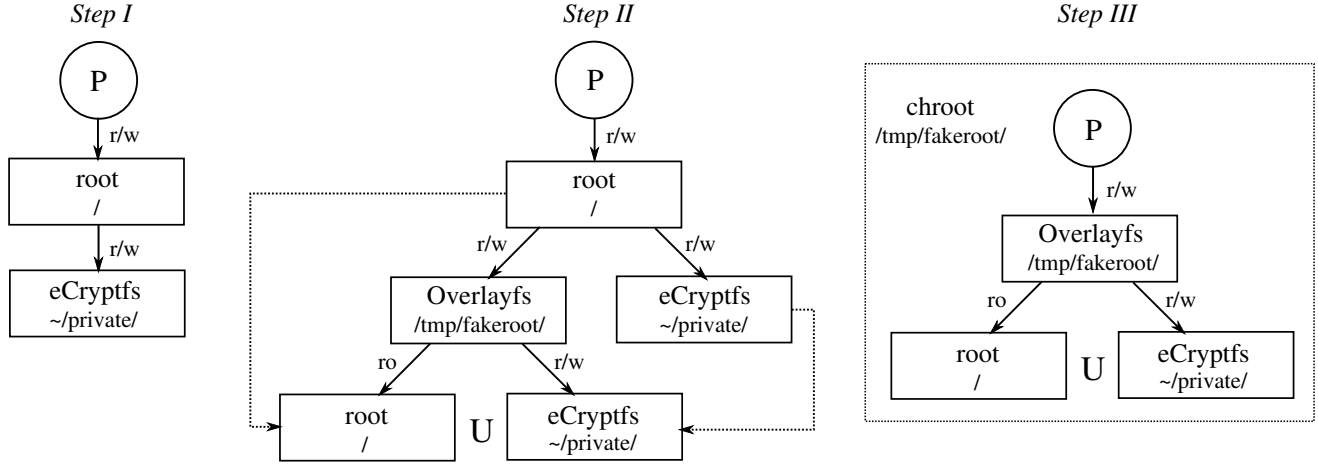 Step I
P
r/w
root
/
r/w
eCryptfs
~/private/
Step II
P
r/w
root
/
r/w
r/w
Overlayfs
/tmp/fakeroot/
eCryptfs
~/private/
ro
r/w
root
/
U
eCryptfs
~/private/
Step III
chroot
/tmp/fakeroot/
P
r/w
Overlayfs
/tmp/fakeroot/
ro
r/w
root
/
U
eCryptfs
~/private/